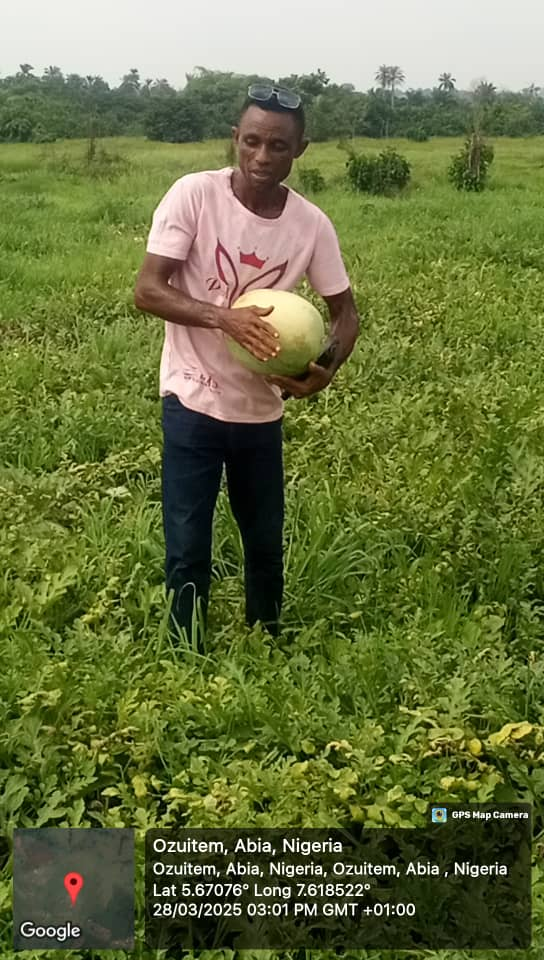 GPS Map Camera
Ozuitem, Abia, Nigeria
Ozuitem, Abia, Nigeria, Ozuitem, Abia , Nigeria
Lat 5.67076° Long 7.618522°
28/03/2025 03:01 PM GMT +01:00
Google